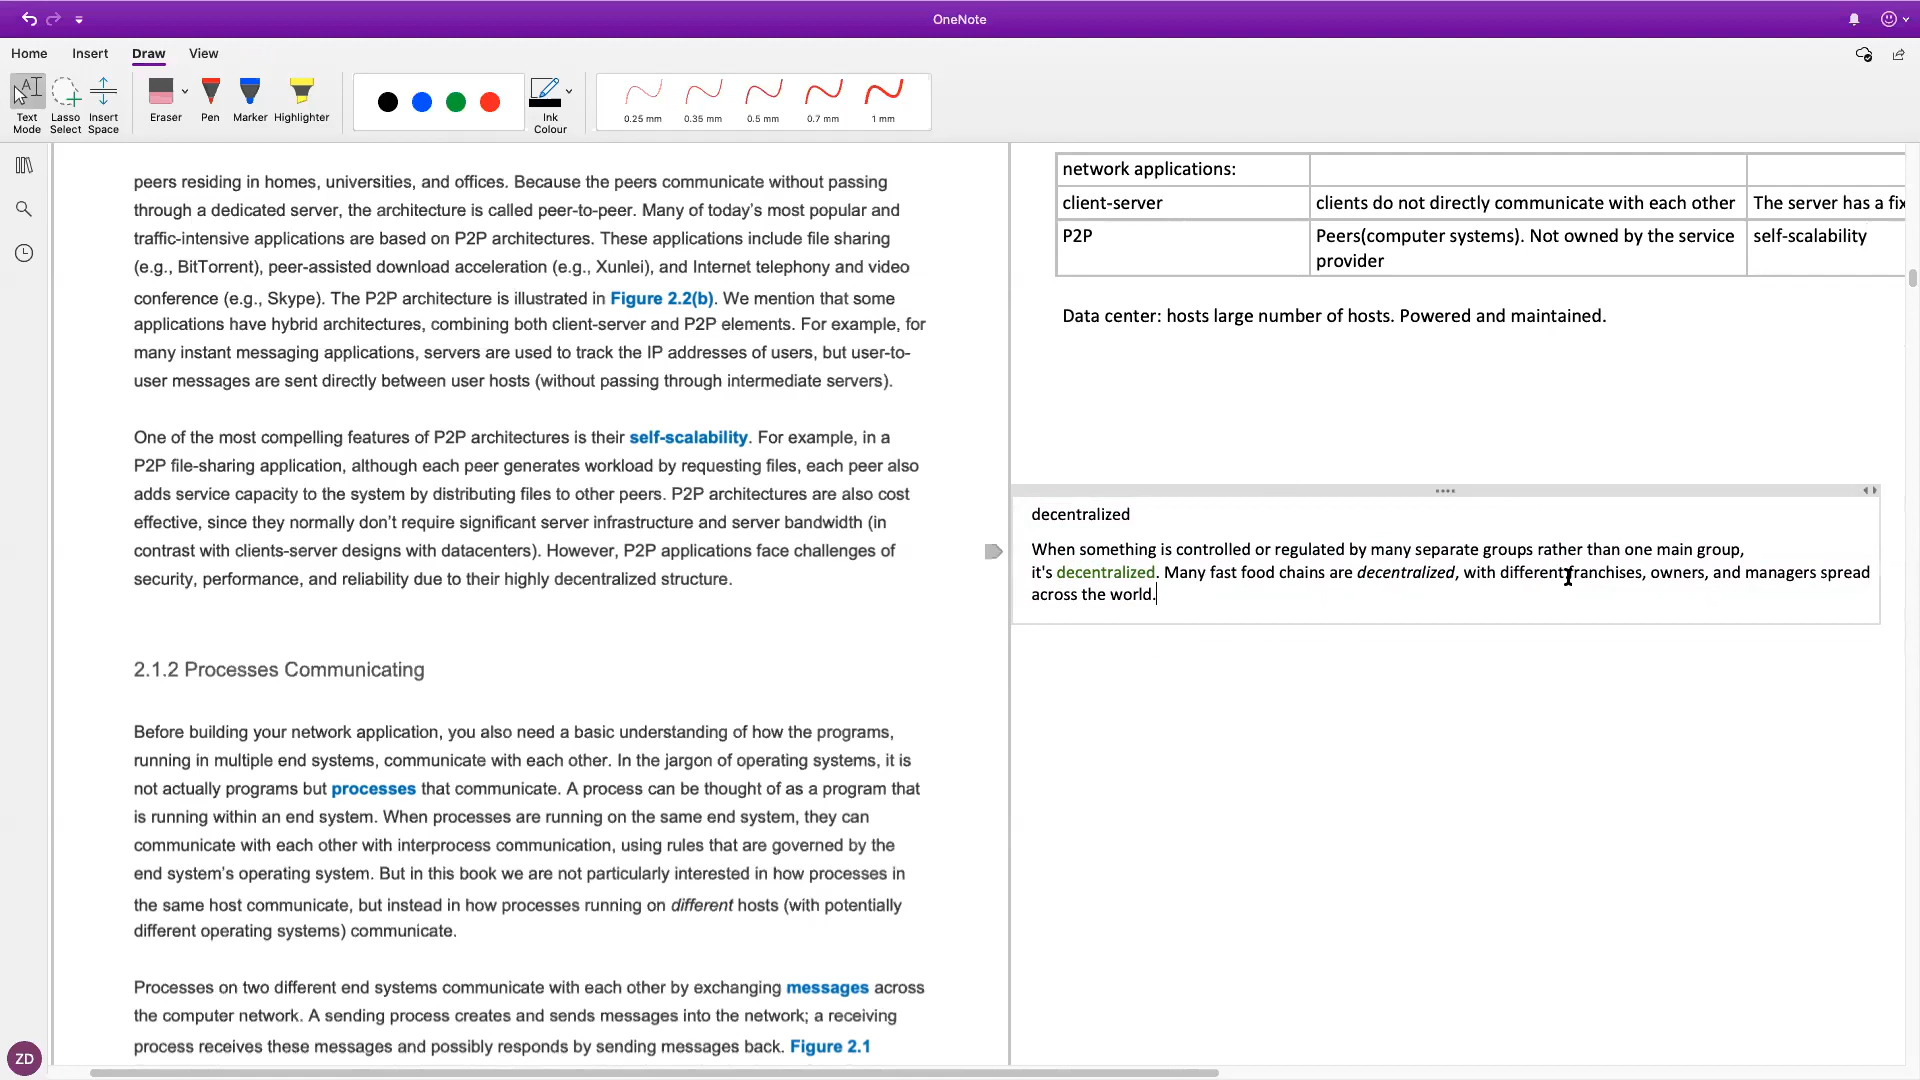 OneNote
Home Insert Draw View
Text Mode
Lasso Select
Insert Space
Eraser
Pen
Marker
Highlighter
Ink Colour
0.25 mm
0.35 mm
0.5 mm
0.7 mm
1 mm
peers residing in homes, universities, and offices. Because the peers communicate without passing
through a dedicated server, the architecture is called peer-to-peer. Many of today's most popular and
traffic-intensive applications are based on P2P architectures. These applications include file sharing
(e.g., BitTorrent), peer-assisted download acceleration (e.g., Xunlei), and Internet telephony and video
conference (e.g., Skype). The P2P architecture is illustrated in Figure 2.2(b). We mention that some
applications have hybrid architectures, combining both client-server and P2P elements. For example, for
many instant messaging applications, servers are used to track the IP addresses of users, but user-to-
user messages are sent directly between user hosts (without passing through intermediate servers).
One of the most compelling features of P2P architectures is their self-scalability. For example, in a
P2P file-sharing application, although each peer generates workload by requesting files, each peer also
adds service capacity to the system by distributing files to other peers. P2P architectures are also cost
effective, since they normally don't require significant server infrastructure and server bandwidth (in
contrast with clients-server designs with datacenters). However, P2P applications face challenges of
security, performance, and reliability due to their highly decentralized structure.
2.1.2 Processes Communicating
Before building your network application, you also need a basic understanding of how the programs,
running in multiple end systems, communicate with each other. In the jargon of operating systems, it is
not actually programs but processes that communicate. A process can be thought of as a program that
is running within an end system. When processes are running on the same end system, they can
communicate with each other with interprocess communication, using rules that are governed by the
end system's operating system. But in this book we are not particularly interested in how processes in
the same host communicate, but instead in how processes running on different hosts (with potentially
different operating systems) communicate.
Processes on two different end systems communicate with each other by exchanging messages across
the computer network. A sending process creates and sends messages into the network; a receiving
process receives these messages and possibly responds by sending messages back. Figure 2.1
network applications:
client-server clients do not directly communicate with each other The server has a fix
P2P Peers(computer systems). Not owned by the service self-scalability
provider
Data center: hosts large number of hosts. Powered and maintained.
decentralized
When something is controlled or regulated by many separate groups rather than one main group,
it's decentralized. Many fast food chains are decentralized, with different franchises, owners, and managers spread
across the world.
ZD